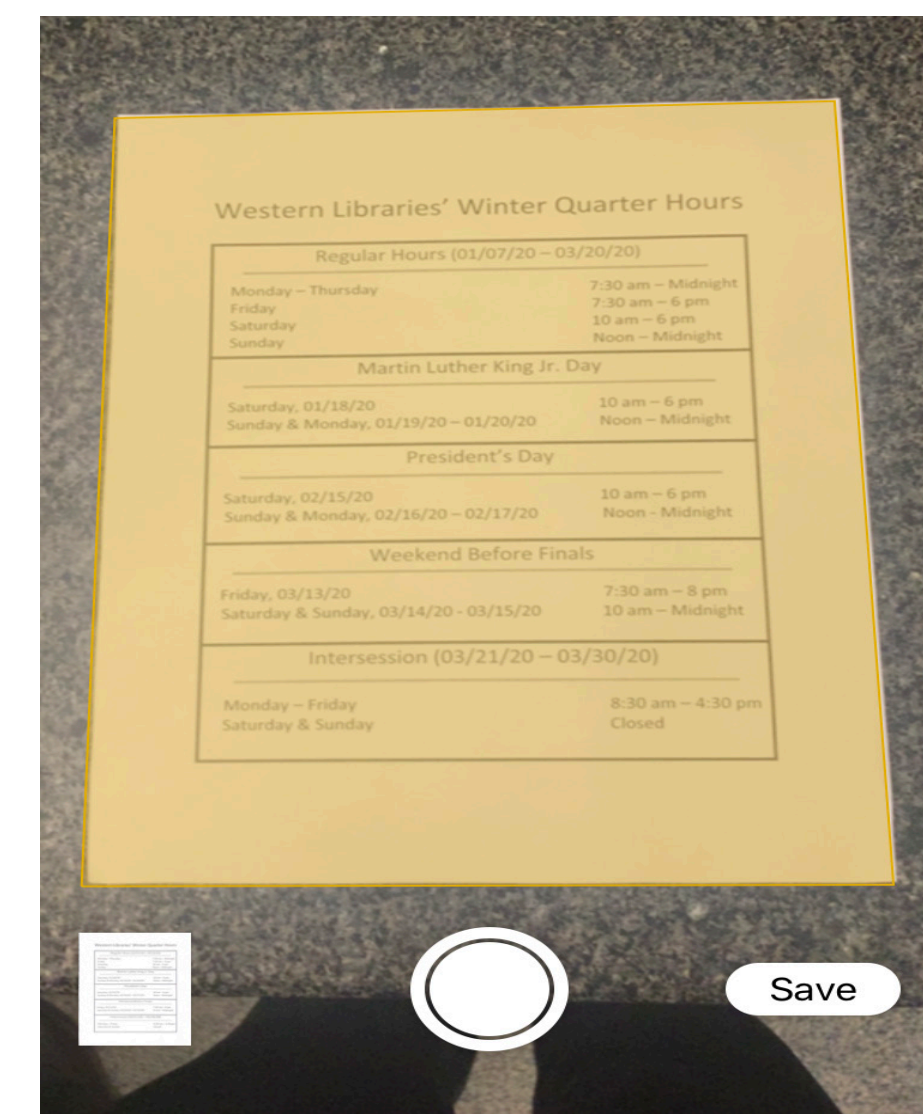 Western Libraries' Winter Quarter Hours
Regular Hours (01/07/20 – 03/20/20)
Monday – Thursday 7:30 am – Midnight
Friday 7:30 am – 6 pm
Saturday 10 am – 6 pm
Sunday Noon – Midnight
Martin Luther King Jr. Day
Saturday, 01/18/20 10 am – 6 pm
Sunday & Monday, 01/19/20 – 01/20/20 Noon – Midnight
President's Day
Saturday, 02/15/20 10 am – 6 pm
Sunday & Monday, 02/16/20 – 02/17/20 Noon - Midnight
Weekend Before Finals
Friday, 03/13/20 7:30 am – 8 pm
Saturday & Sunday, 03/14/20 - 03/15/20 10 am – Midnight
Intersession (03/21/20 – 03/30/20)
Monday – Friday 8:30 am – 4:30 pm
Saturday & Sunday Closed
Save